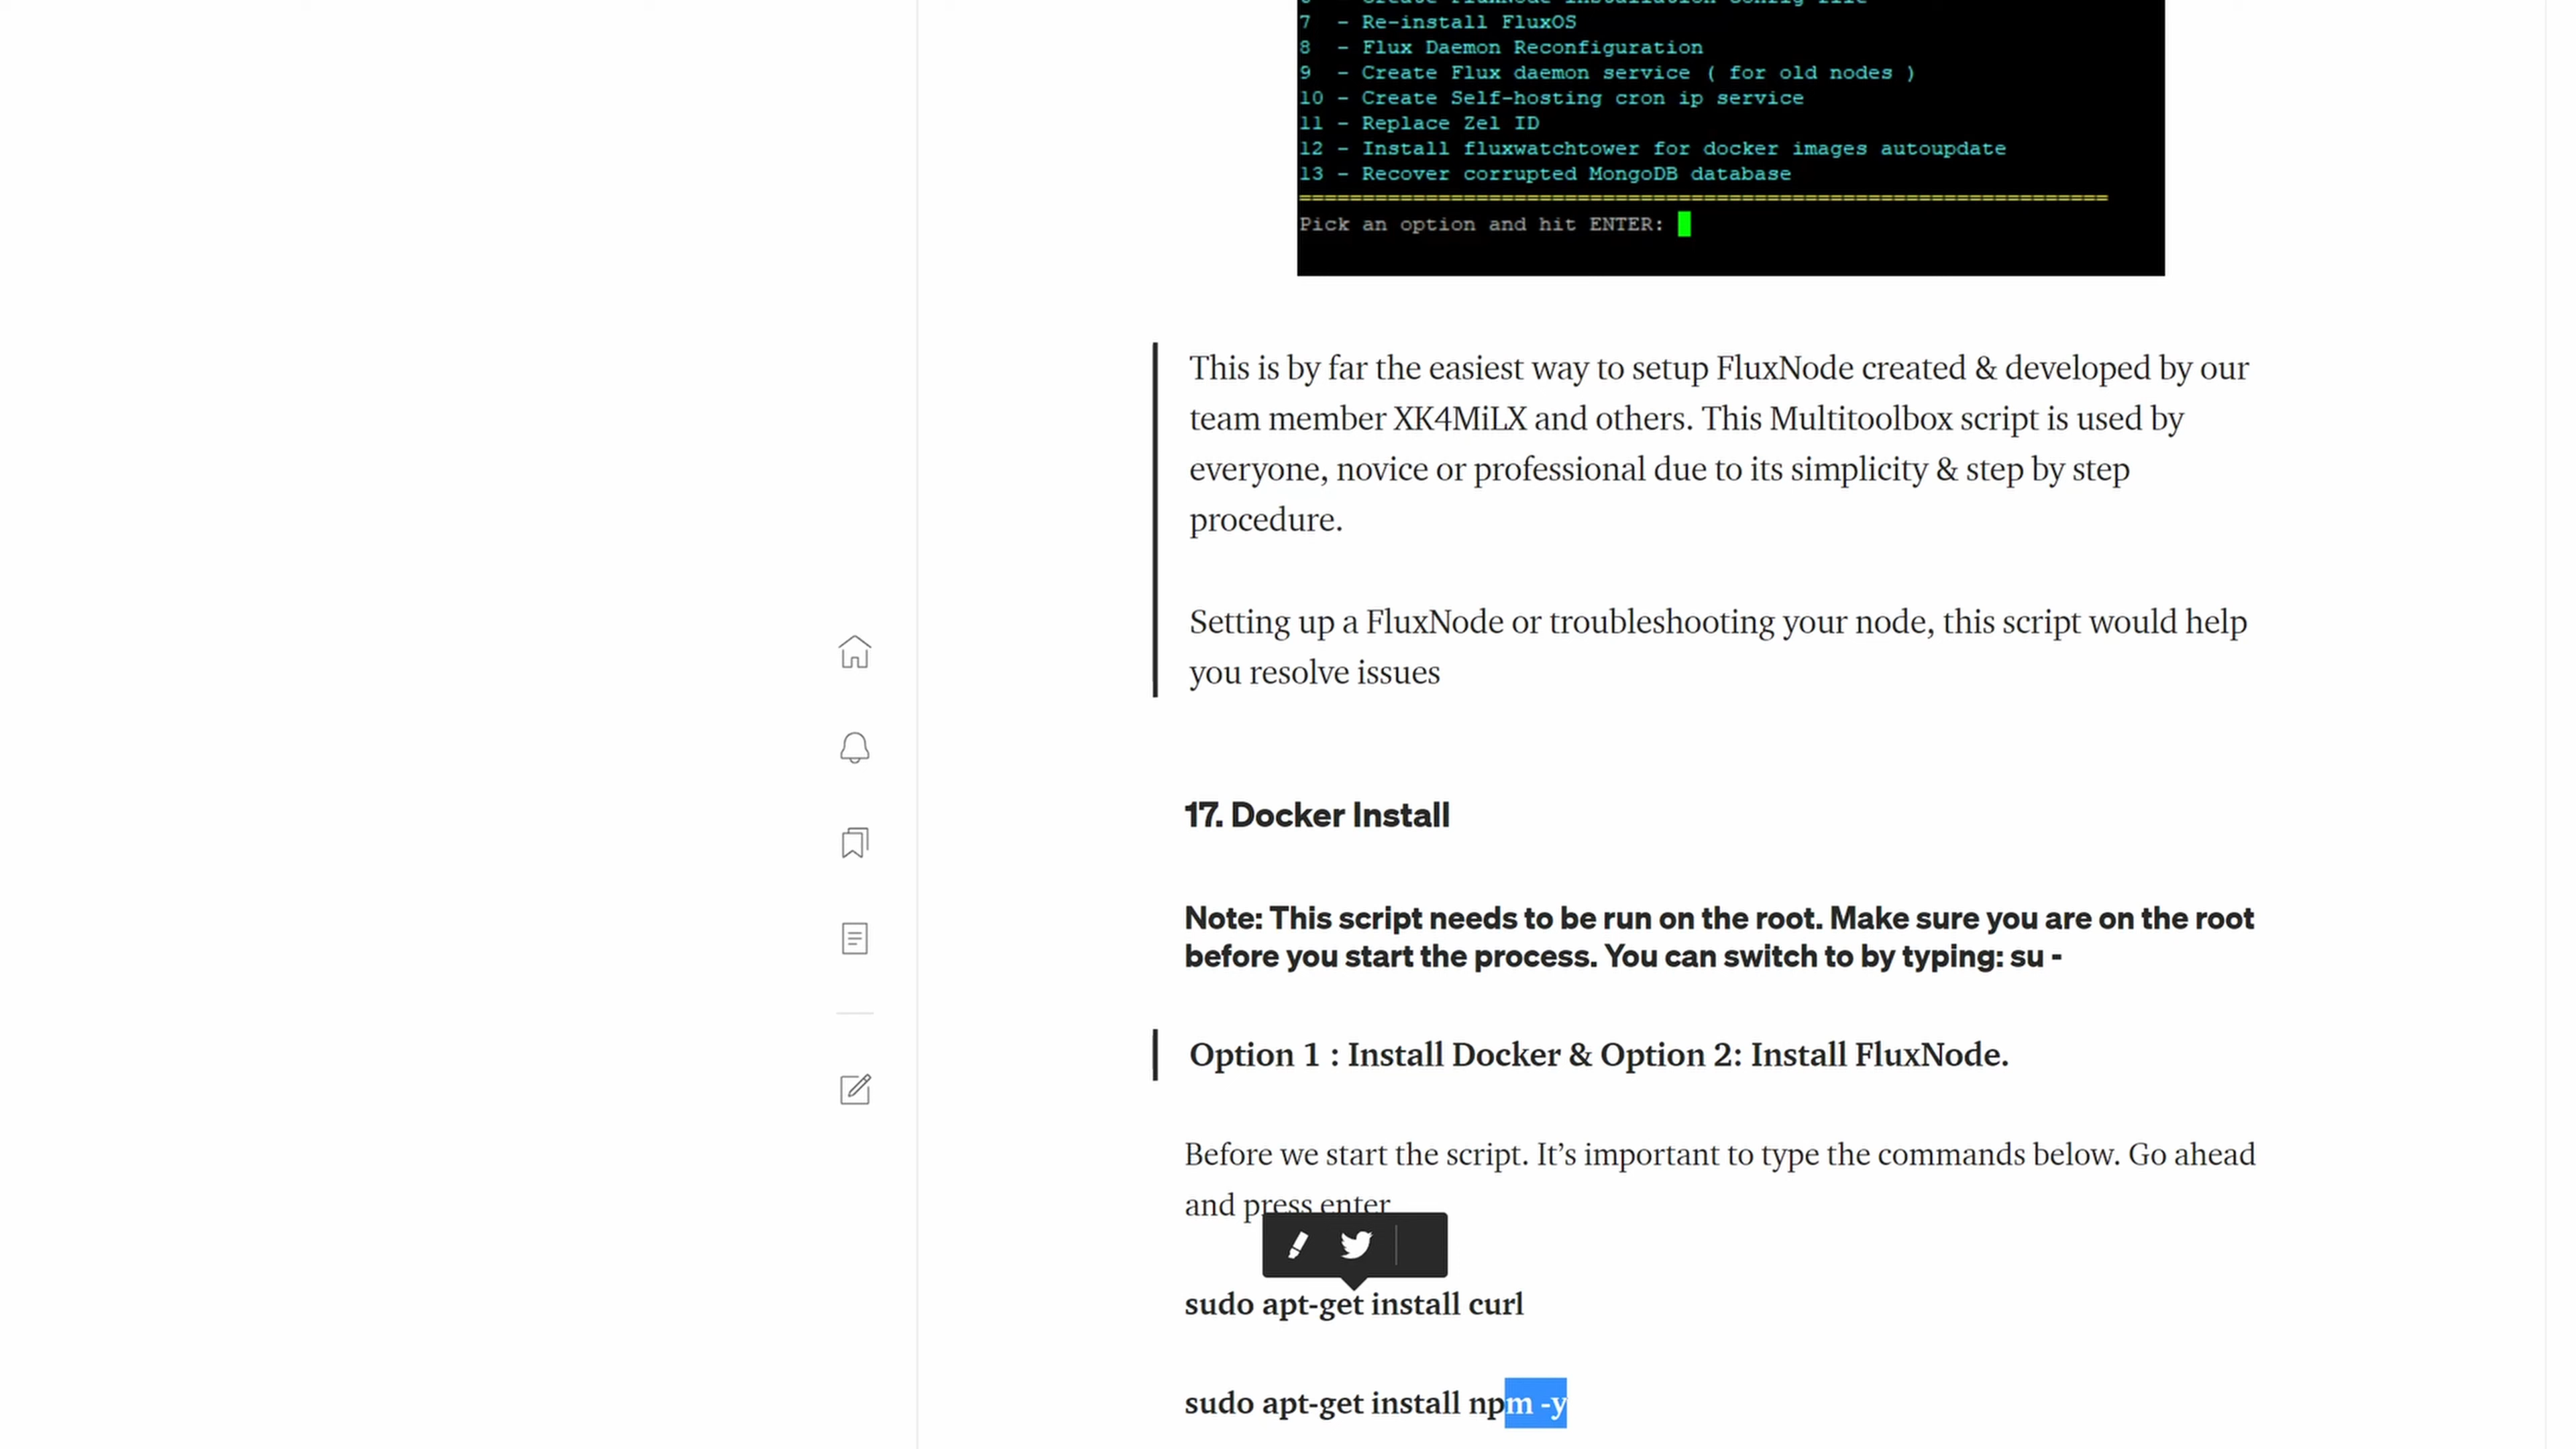 7 - Re-install FluxOS
8 - Flux Daemon Reconfiguration
9 - Create Flux daemon service ( for old nodes )
10 - Create Self-hosting cron ip service
11 - Replace Zel ID
12 - Install fluxwatchtower for docker images autoupdate
13 - Recover corrupted MongoDB database
Pick an option and hit ENTER:
This is by far the easiest way to setup FluxNode created & developed by our
team member XK4MiLX and others. This Multitoolbox script is used by
everyone, novice or professional due to its simplicity & step by step
procedure.
Setting up a FluxNode or troubleshooting your node, this script would help
you resolve issues
17. Docker Install
Note: This script needs to be run on the root. Make sure you are on the root
before you start the process. You can switch to by typing: su -
Option 1 : Install Docker & Option 2: Install FluxNode.
Before we start the script. It’s important to type the commands below. Go ahead
and press enter
sudo apt-get install curl
sudo apt-get install npm -y